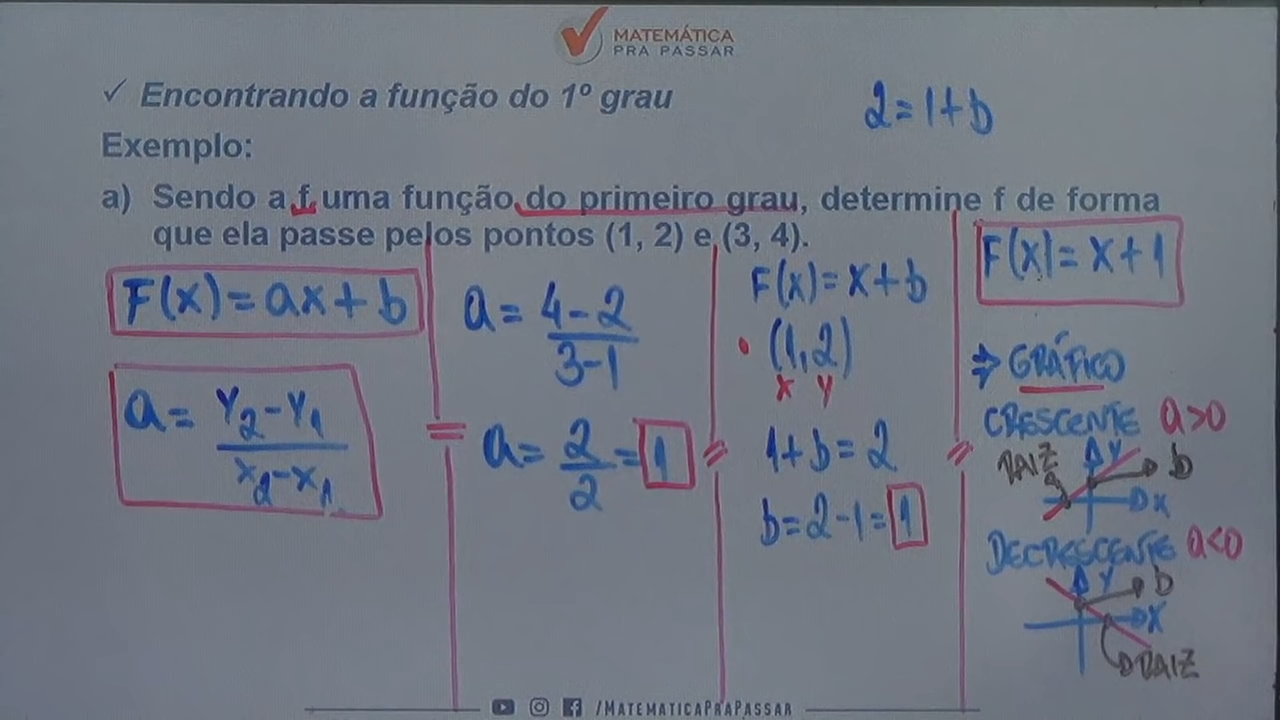 MATEMÁTICA
PRA PASSAR
✓ Encontrando a função do 1º grau
2=1+b
Exemplo:
a) Sendo a f uma função do primeiro grau, determine f de forma
que ela passe pelos pontos (1, 2) e (3, 4).
F(x)=ax+b
a= Y2-Y1
x2-x1
a= 4-2
3-1
a= 2
2
=1
F(x)=x+b
(1,2)
x y
1+b=2
b=2-1=1
F(x)=x+1
⇒ GRÁFICO
CRESCENTE a>0
RAIZ
Y
b
X
DECRESCENTE a<0
Y
b
X
RAIZ
/MATEMATICAPRAPASSAR